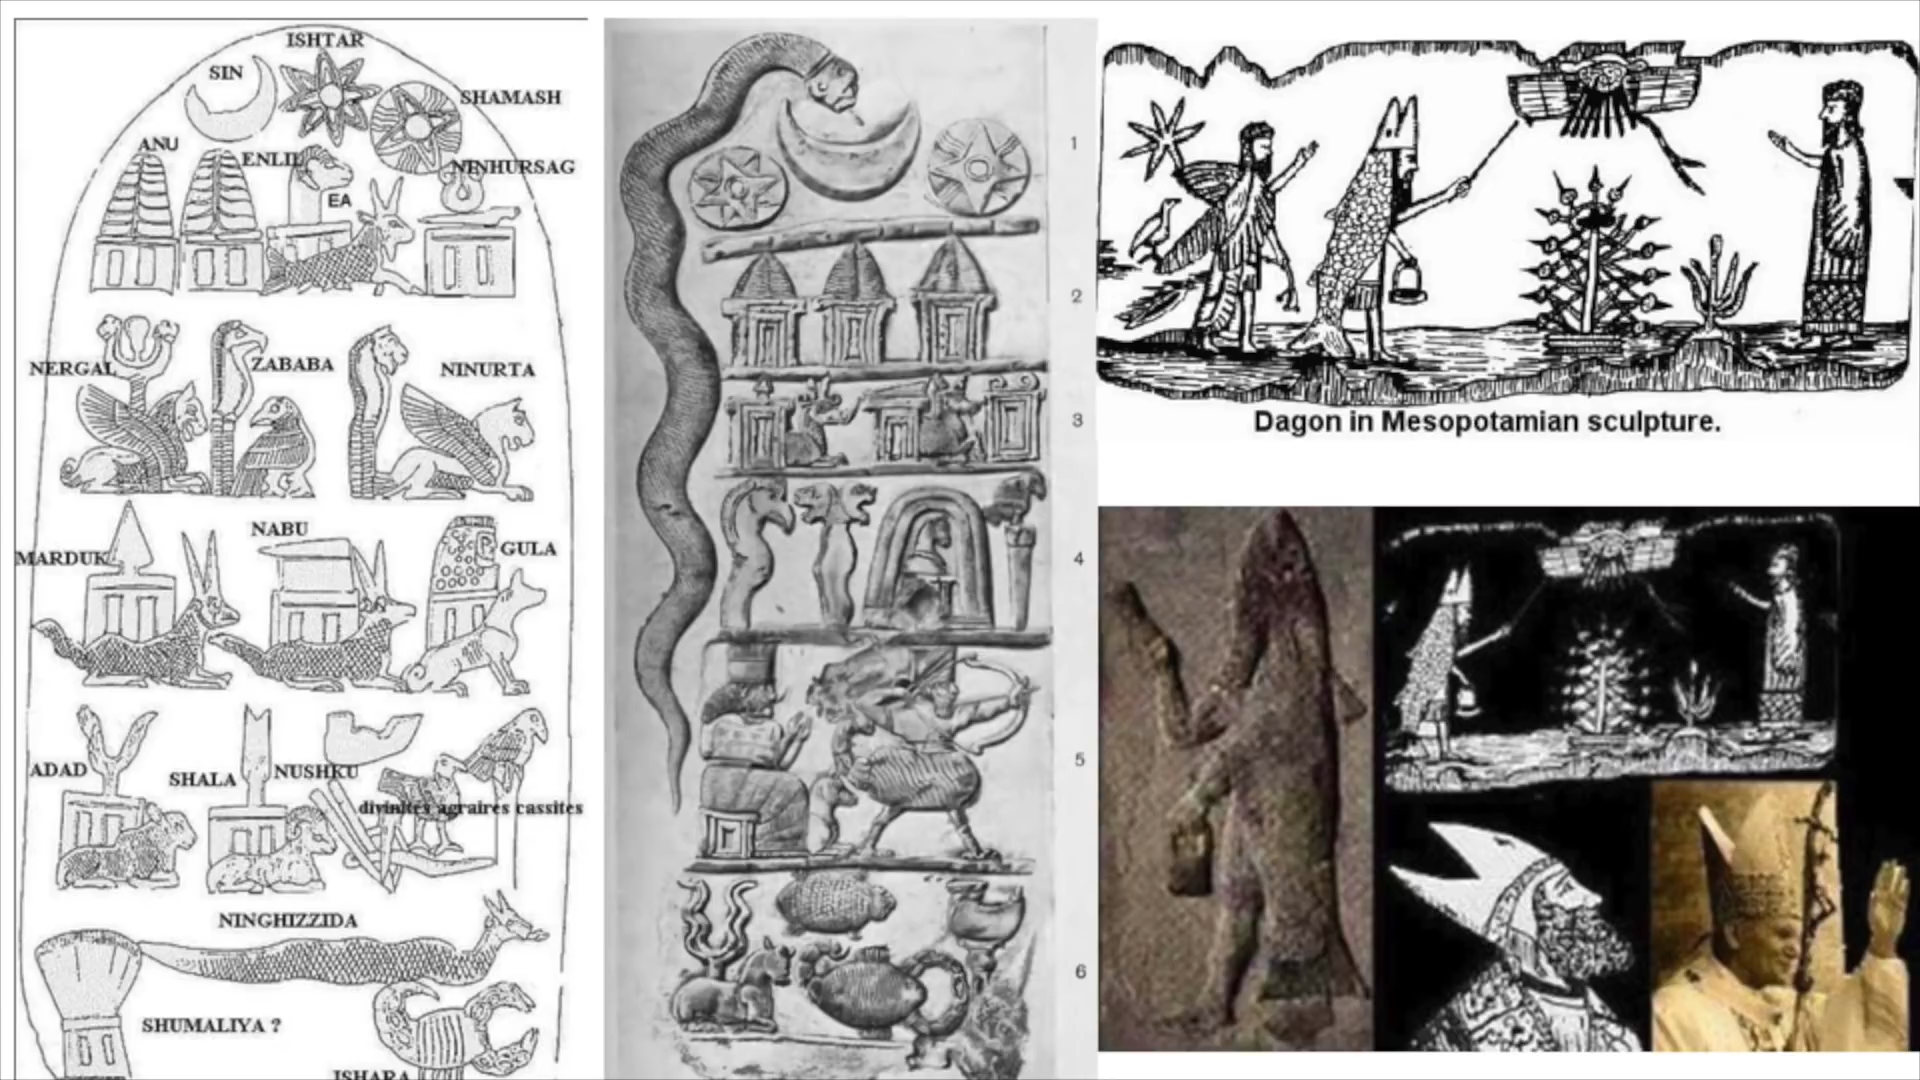 ISHTAR
SIN
SHAMASH
ANU
ENLIL
NINHURSAG
EA
NERGAL
ZABABA
NINURTA
MARDUK
NABU
GULA
ADAD
SHALA
NUSHKU
divinités agraires cassites
NINGHIZZIDA
SHUMALIYA ?
ISHARA
1
2
3
4
5
6
Dagon in Mesopotamian sculpture.